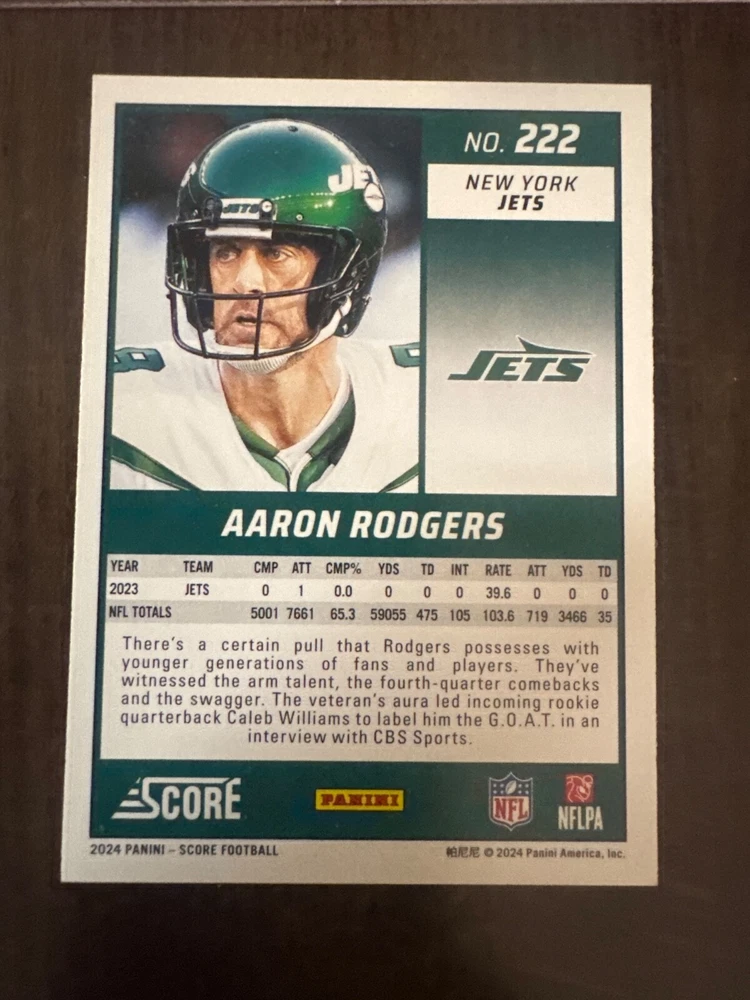 JE
JETS
NO. 222
NEW YORK
JETS
JETS
AARON RODGERS
YEAR TEAM CMP ATT CMP% YDS TD INT RATE ATT YDS TD
2023 JETS 0 1 0.0 0 0 0 39.6 0 0 0
NFL TOTALS 5001 7661 65.3 59055 475 105 103.6 719 3466 35
There's a certain pull that Rodgers possesses with
younger generations of fans and players. They've
witnessed the arm talent, the fourth-quarter comebacks
and the swagger. The veteran's aura led incoming rookie
quarterback Caleb Williams to label him the G.O.A.T. in an
interview with CBS Sports.
SCORE PANINI NFL NFLPA
2024 PANINI – SCORE FOOTBALL 帕尼尼 © 2024 Panini America, Inc.